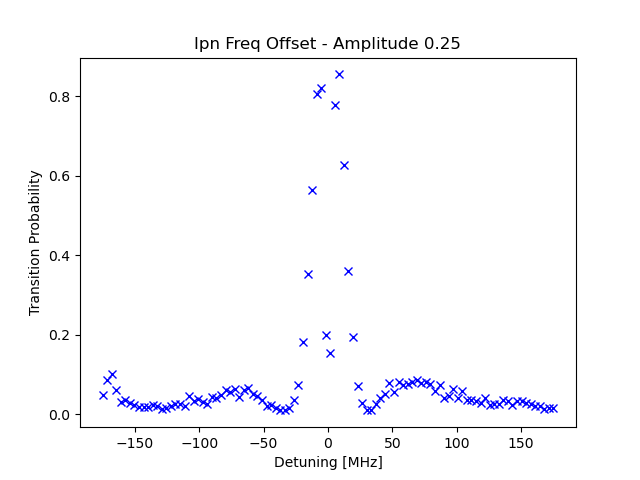 Ipn Freq Offset - Amplitude 0.25
0.8
0.6
0.4
0.2
0.0
Transition Probability
−150 −100 −50 0 50 100 150
Detuning [MHz]